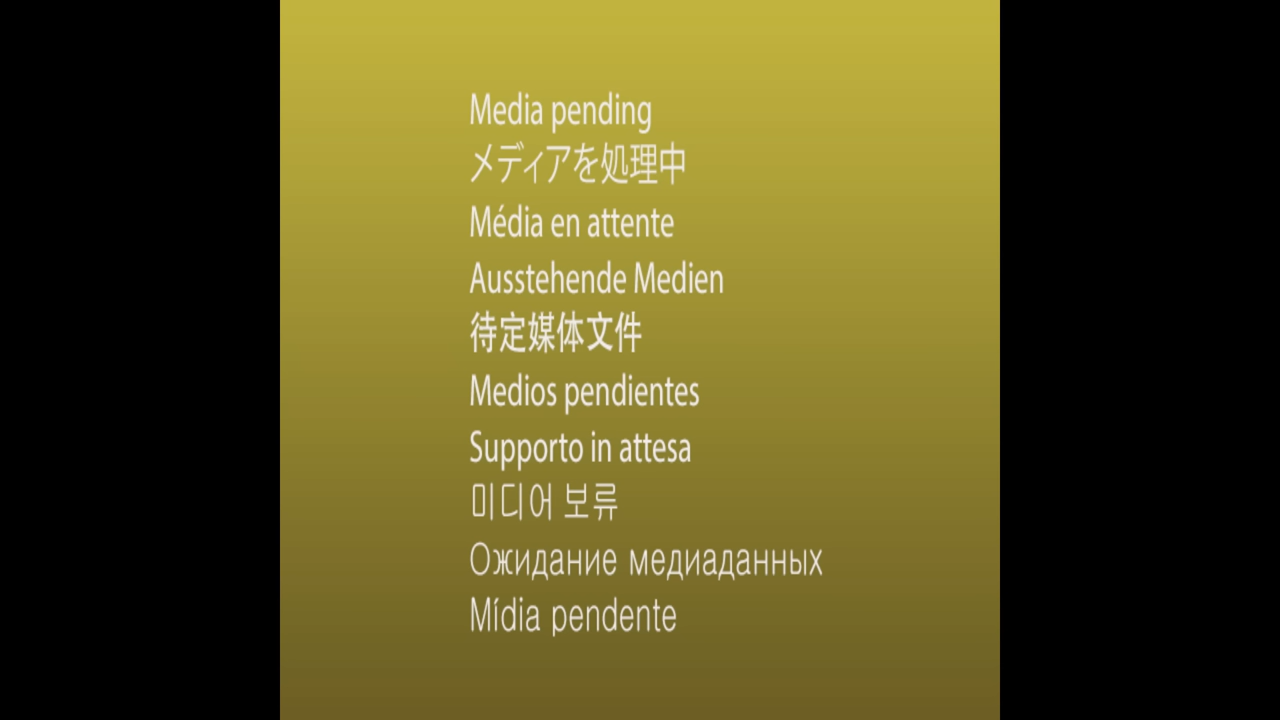 Media pending
メディアを処理中
Média en attente
Ausstehende Medien
待定媒体文件
Medios pendientes
Supporto in attesa
미디어 보류
Ожидание медиаданных
Mídia pendente